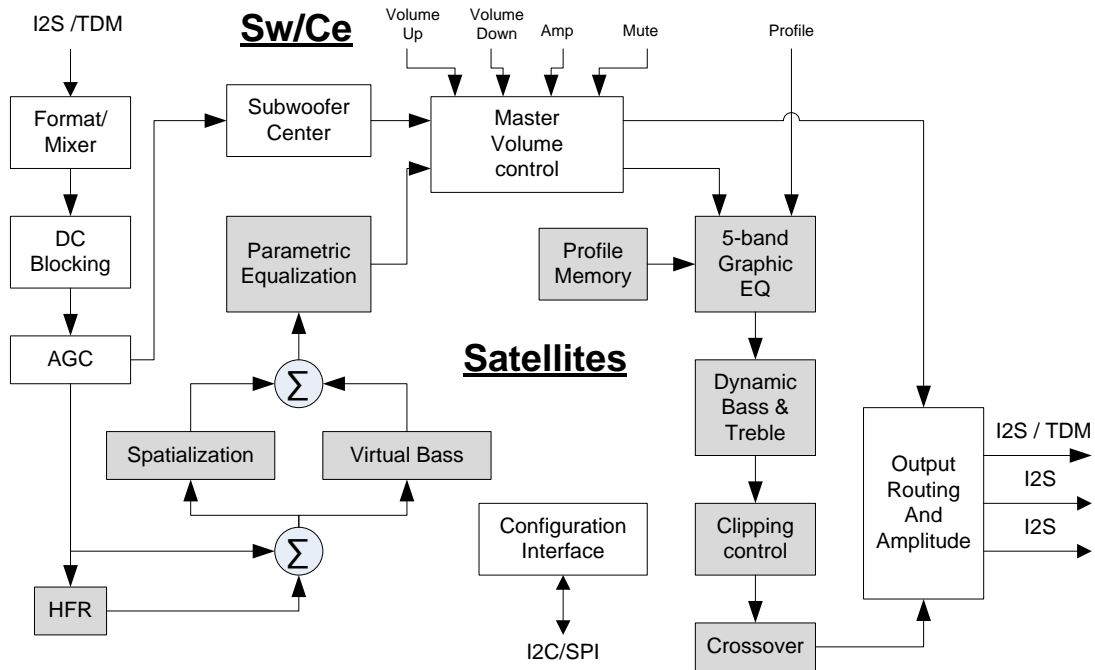 I2S /TDM
Sw/Ce
Volume
Up
Volume
Down
Amp
Mute
Profile
Format/
Mixer
Subwoofer
Center
Master
Volume
control
DC
Blocking
Parametric
Equalization
Profile
Memory
5-band
Graphic
EQ
AGC
Satellites
Σ
Dynamic
Bass &
Treble
Spatialization
Virtual Bass
Output
Routing
And
Amplitude
I2S / TDM
I2S
I2S
Configuration
Interface
Clipping
control
Σ
HFR
I2C/SPI
Crossover